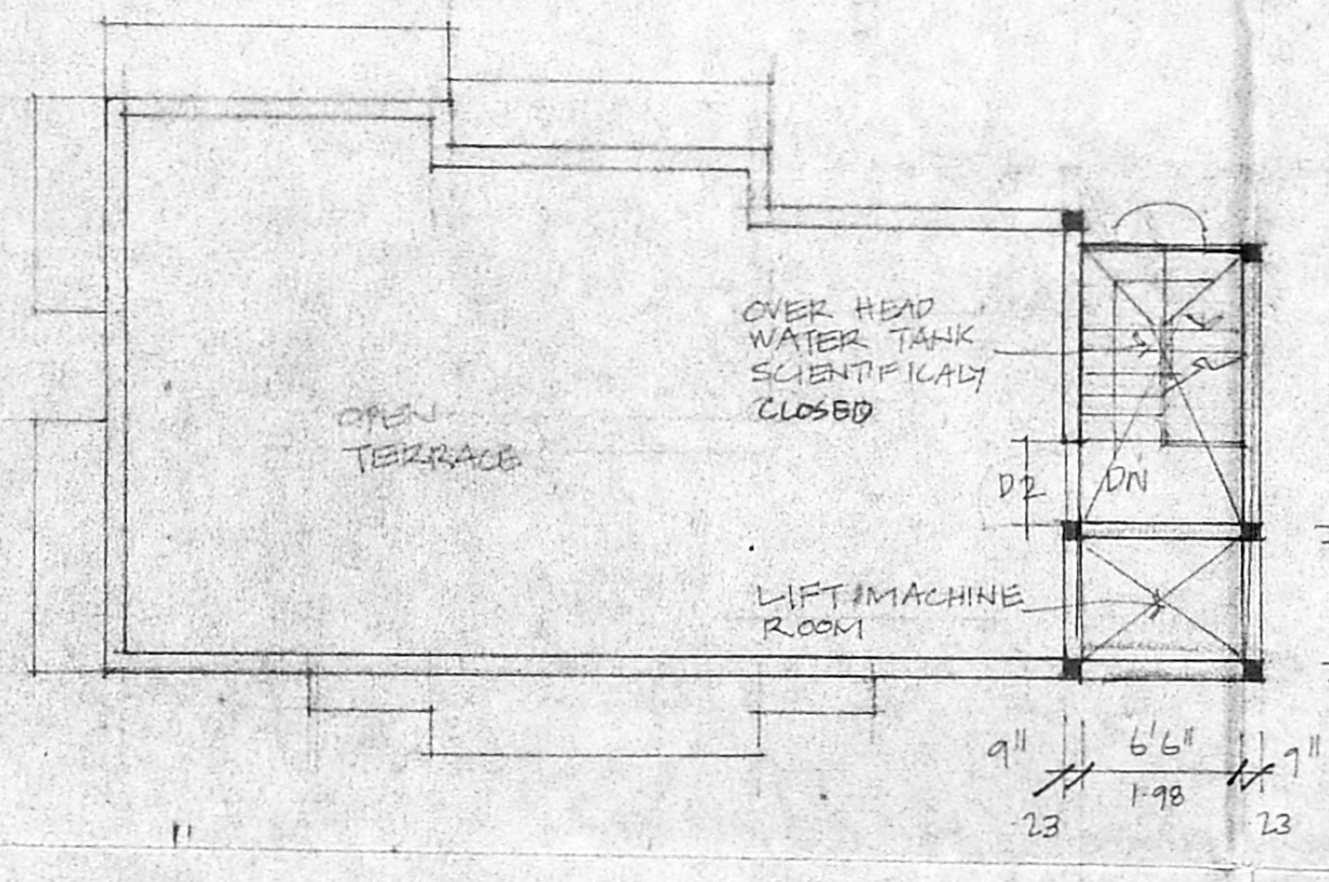 OVER HEAD
WATER TANK
SCIENTIFICALY
CLOSED
OPEN
TERRACE
D2
DN
LIFT MACHINE
ROOM
9" 6'6" 9"
1.98
.23 .23